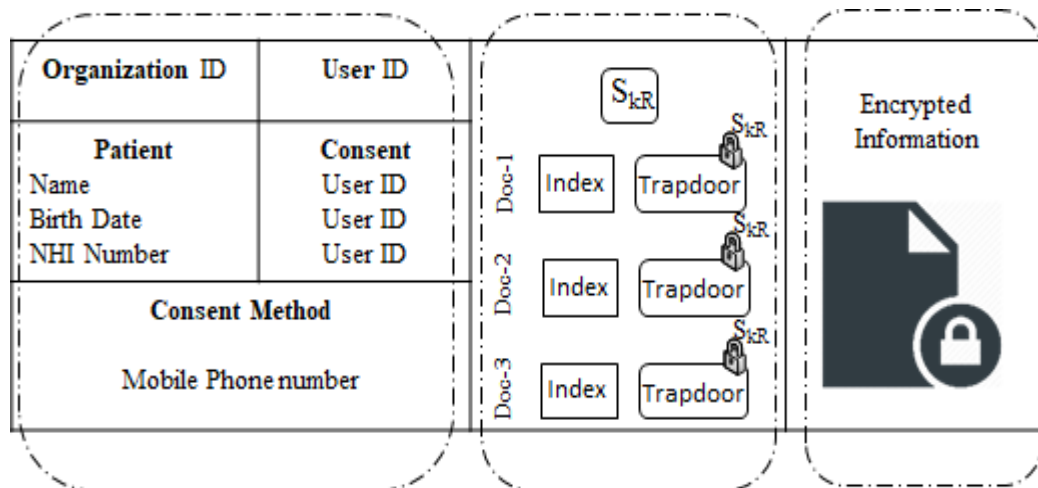 Organization ID
User ID
Patient
Consent
Name
User ID
Birth Date
User ID
NHI Number
User ID
Consent Method
Mobile Phone number
SkR
Doc-1
Index
Trapdoor
SkR
Doc-2
Index
Trapdoor
SkR
Doc-3
Index
Trapdoor
SkR
Encrypted
Information